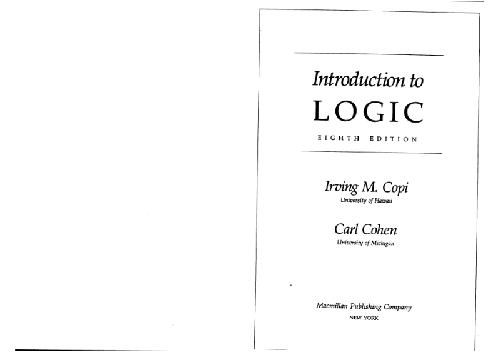 Introduction to
LOGIC
EIGHTH EDITION
Irving M. Copi
University of Hawaii
Carl Cohen
University of Michigan
Macmillan Publishing Company
NEW YORK